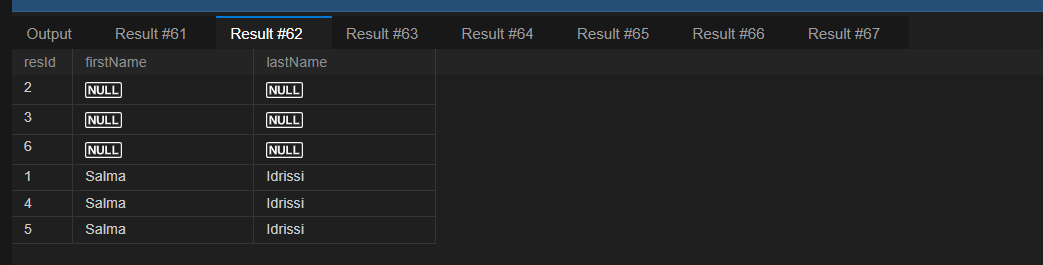 Output Result #61 Result #62 Result #63 Result #64 Result #65 Result #66 Result #67
resId firstName lastName
2 NULL NULL
3 NULL NULL
6 NULL NULL
1 Salma Idrissi
4 Salma Idrissi
5 Salma Idrissi